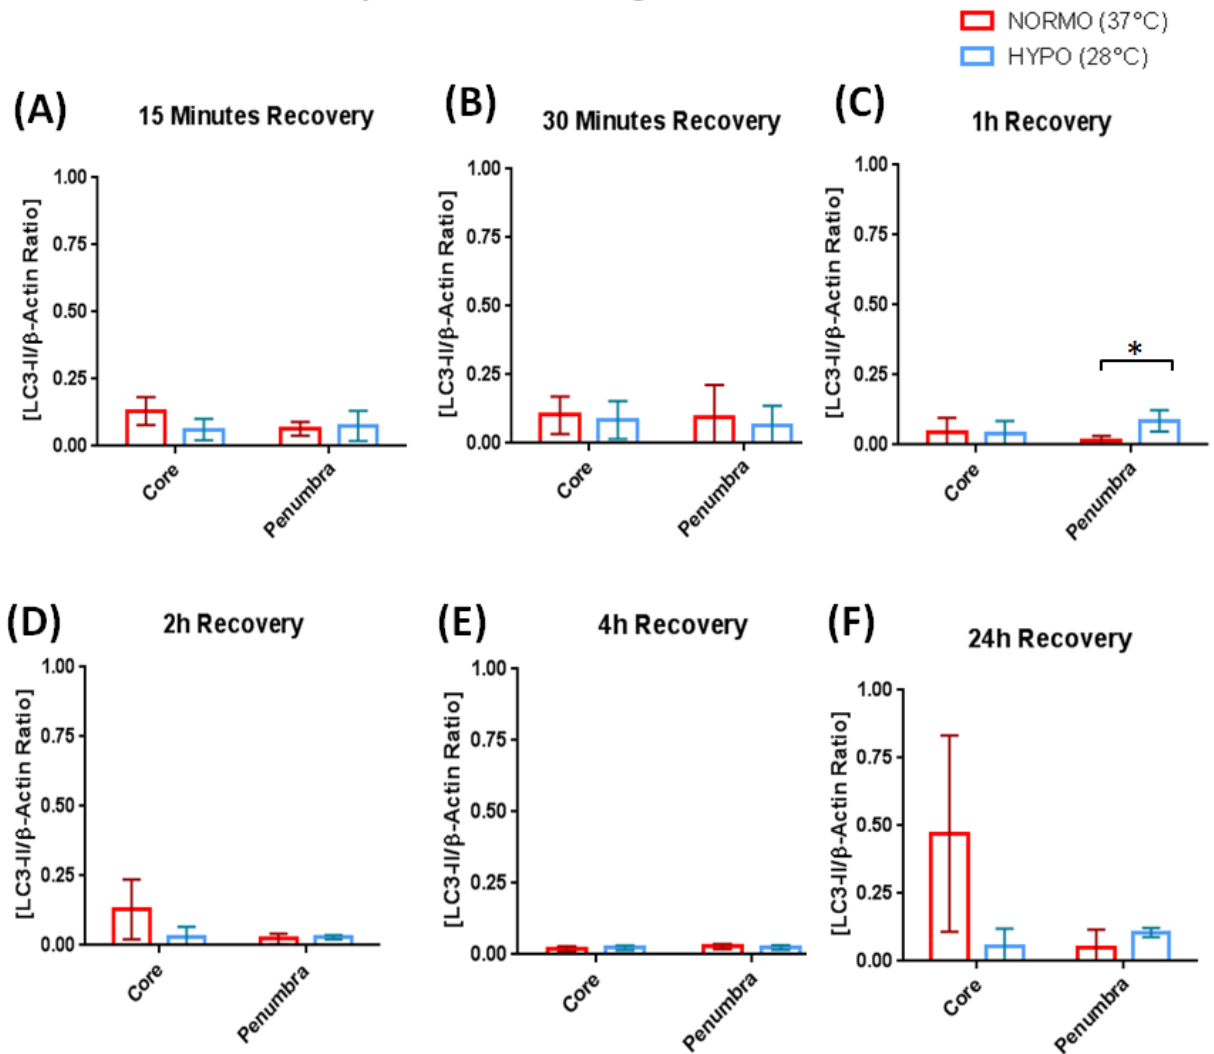 NORMO (37°C)
HYPO (28°C)
(A)
15 Minutes Recovery
[LC3-II/β-Actin Ratio]
1.00
0.75
0.50
0.25
0.00
Core
Penumbra
(B)
30 Minutes Recovery
[LC3-II/β-Actin Ratio]
1.00
0.75
0.50
0.25
0.00
Core
Penumbra
(C)
1h Recovery
[LC3-II/β-Actin Ratio]
1.00
0.75
0.50
0.25
0.00
*
Core
Penumbra
(D)
2h Recovery
[LC3-II/β-Actin Ratio]
1.00
0.75
0.50
0.25
0.00
Core
Penumbra
(E)
4h Recovery
[LC3-II/β-Actin Ratio]
1.00
0.75
0.50
0.25
0.00
Core
Penumbra
(F)
24h Recovery
[LC3-II/β-Actin Ratio]
1.00
0.75
0.50
0.25
0.00
Core
Penumbra